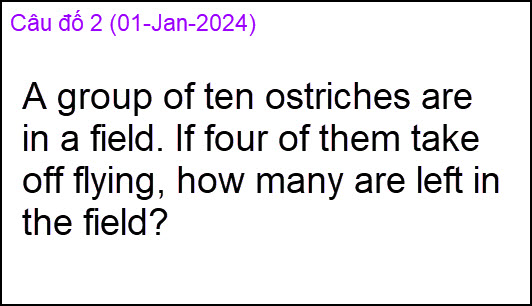 Câu đố 2 (01-Jan-2024)
A group of ten ostriches are
in a field. If four of them take
off flying, how many are left in
the field?